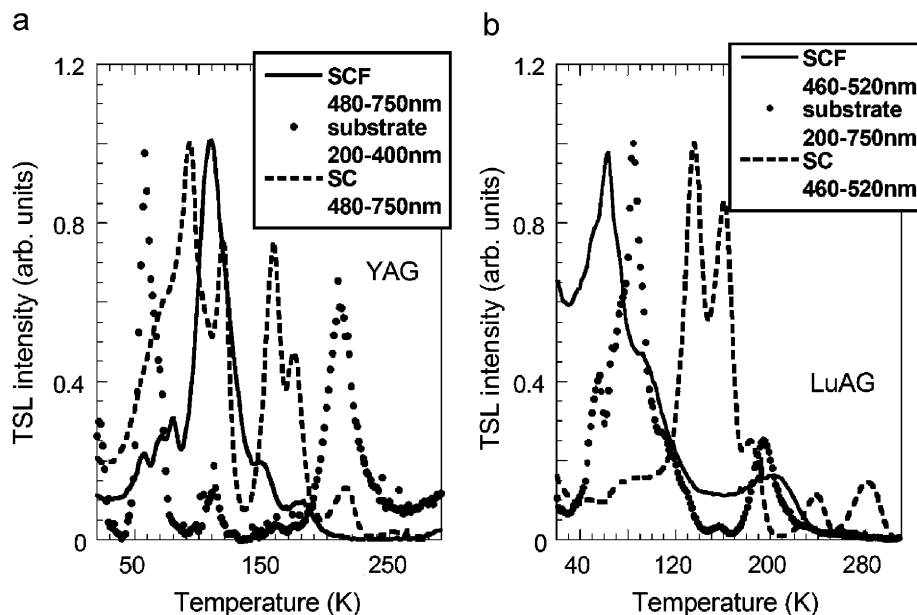 a
1.2
SCF
480-750nm
substrate
200-400nm
SC
480-750nm
0.8
YAG
0.4
0
50
150
250
TSL intensity (arb. units)
Temperature (K)
b
1.2
SCF
460-520nm
substrate
200-750nm
SC
460-520nm
0.8
LuAG
0.4
0
40
120
200
280
TSL intensity (arb. units)
Temperature (K)